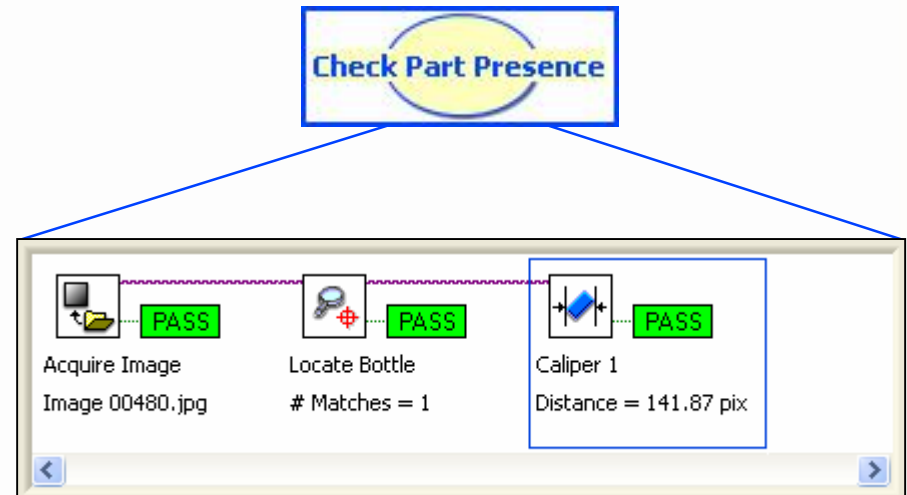 Check Part Presence
PASS PASS PASS
Acquire Image Locate Bottle Caliper 1
Image 00480.jpg # Matches = 1 Distance = 141.87 pix